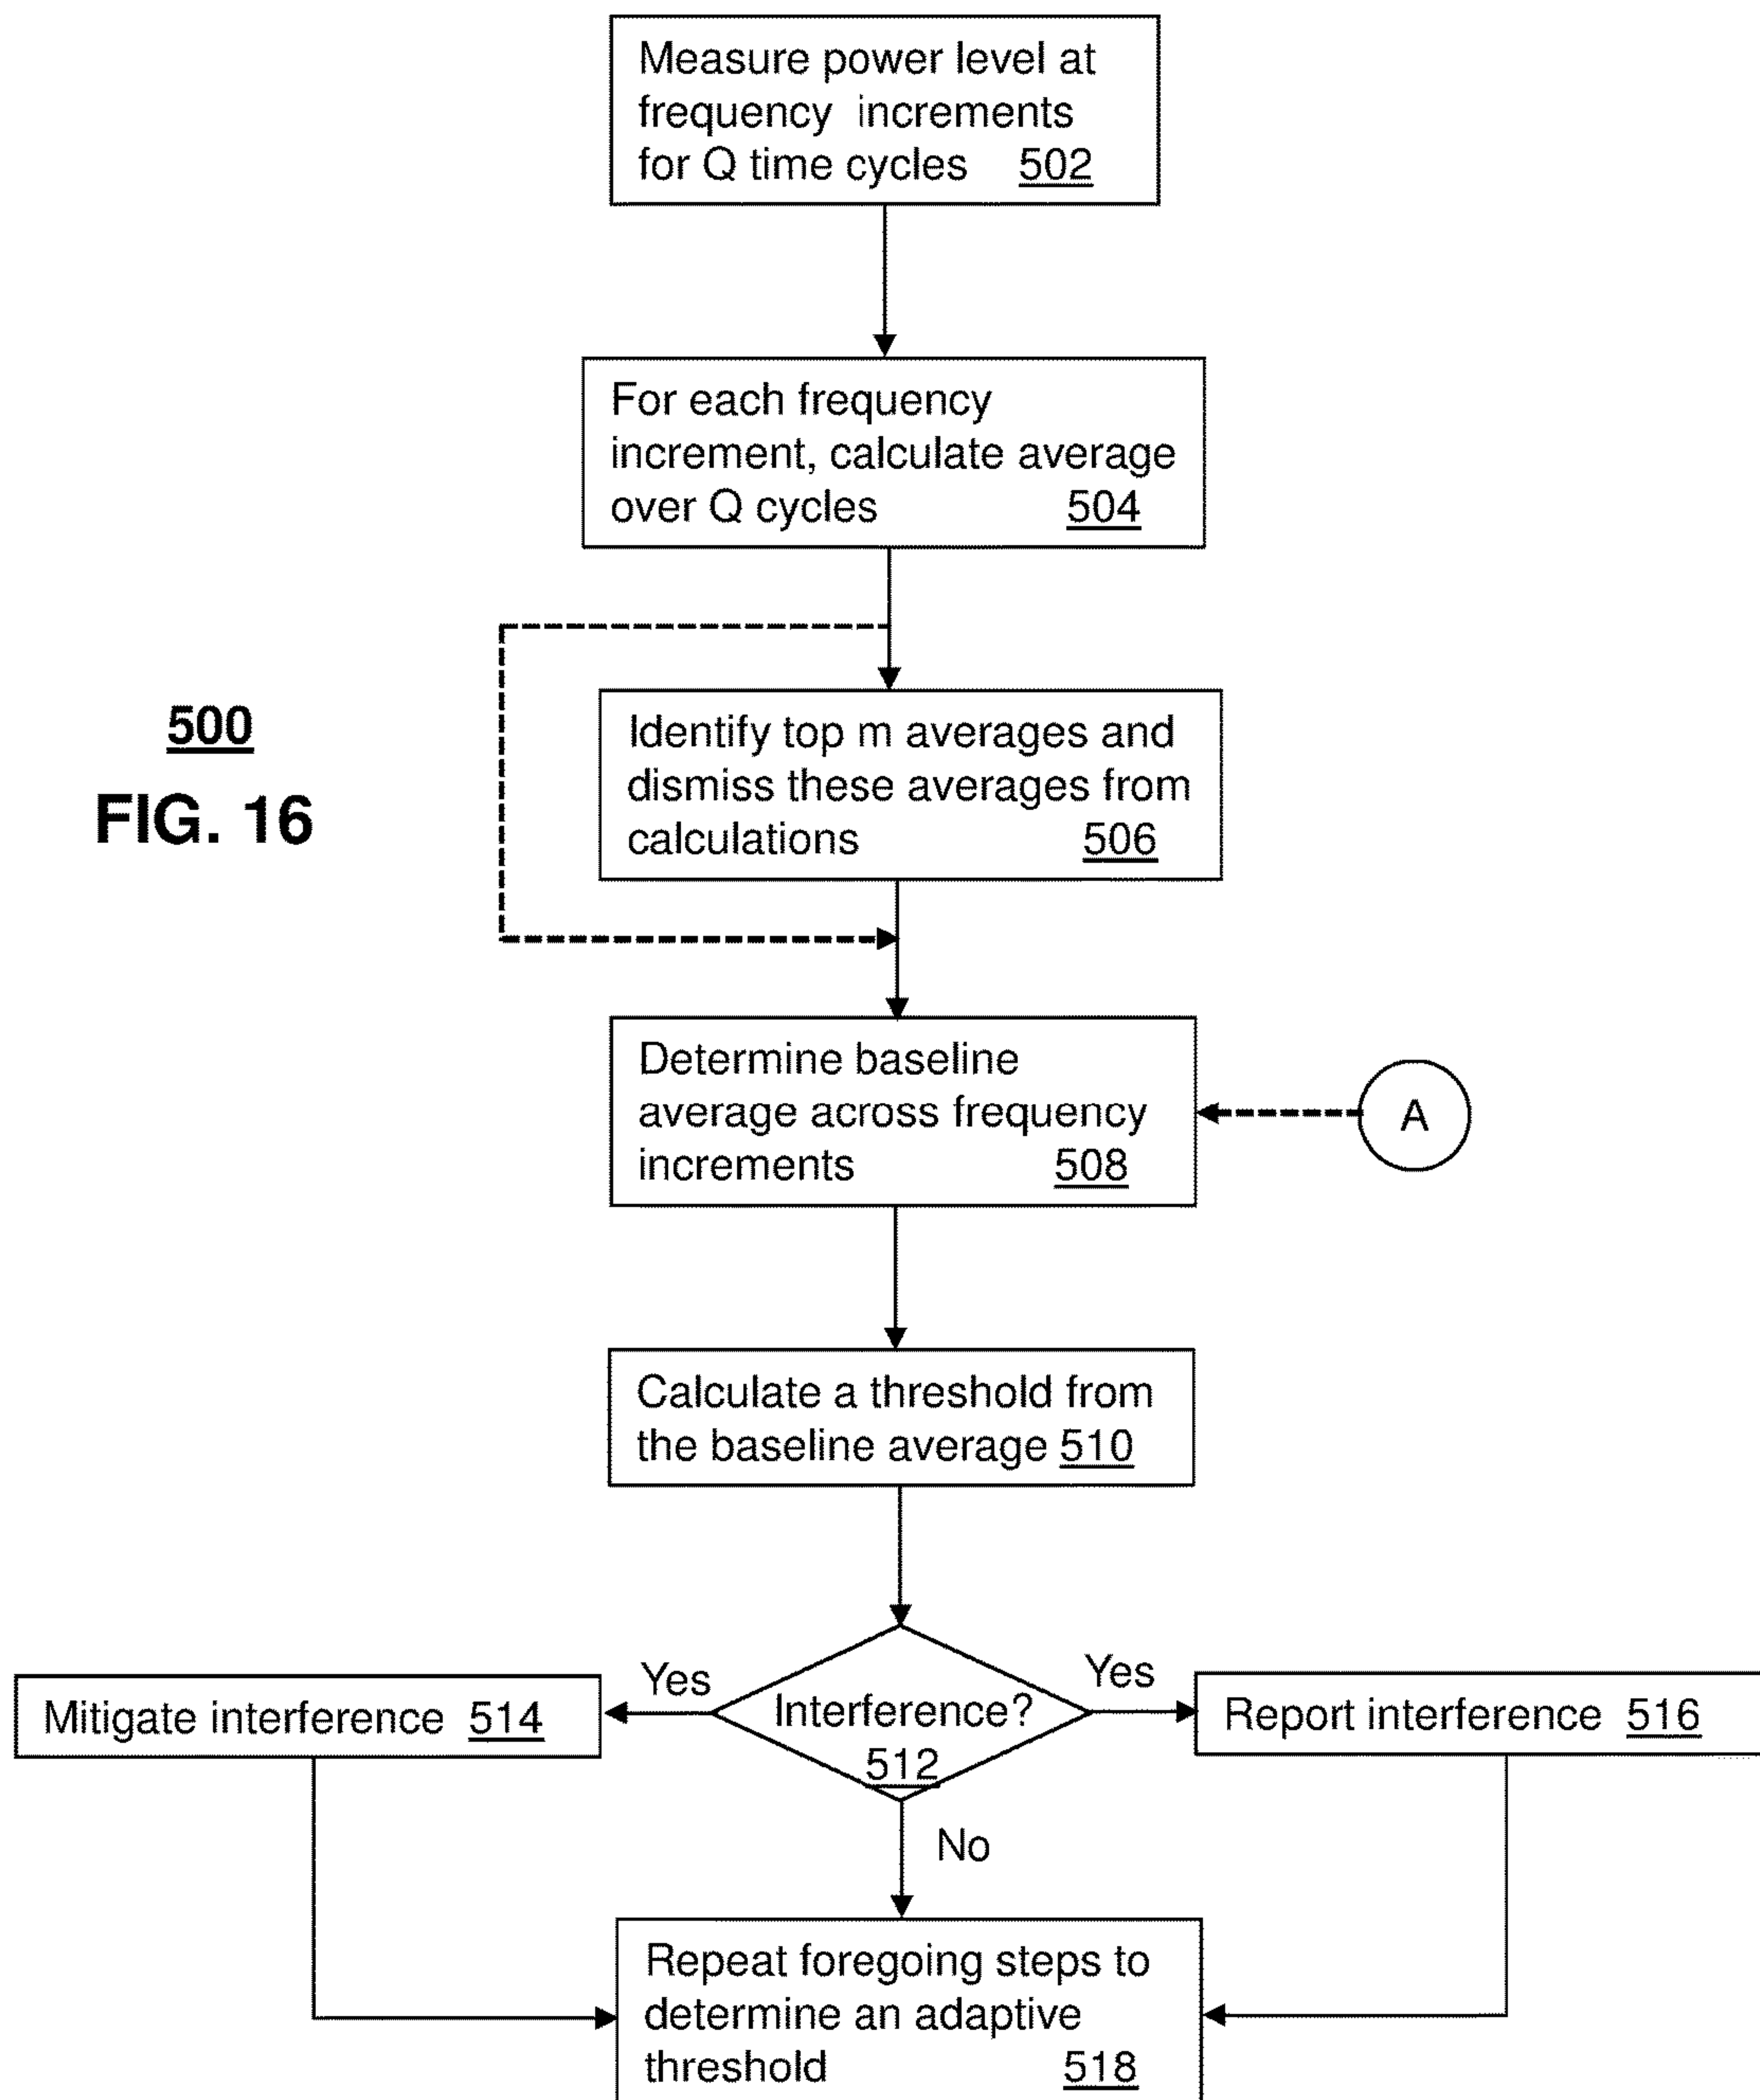 Measure power level at
frequency increments
for Q time cycles 502
For each frequency
increment, calculate average
over Q cycles 504
500
FIG. 16
Identify top m averages and
dismiss these averages from
calculations 506
Determine baseline
average across frequency
increments 508
A
Calculate a threshold from
the baseline average 510
Yes
Yes
Mitigate interference 514
Interference?
512
Report interference 516
No
Repeat foregoing steps to
determine an adaptive
threshold 518